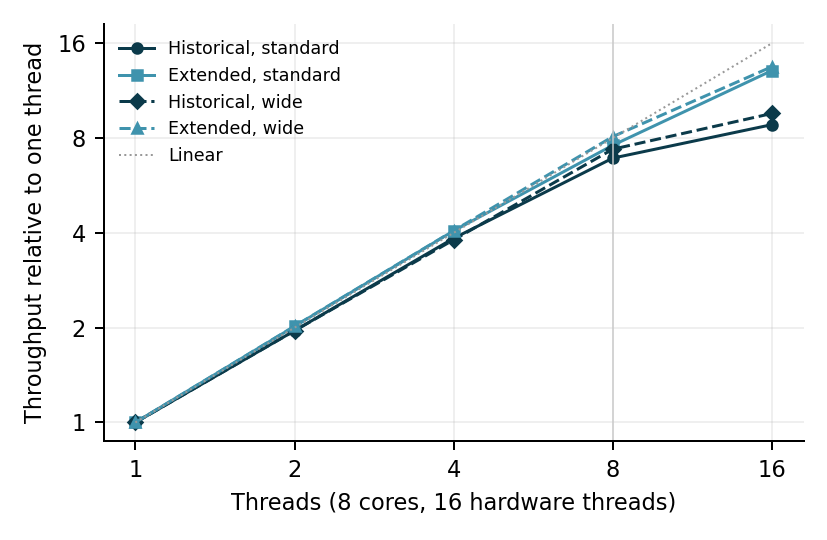 Throughput relative to one thread
16
8
4
2
1
Historical, standard
Extended, standard
Historical, wide
Extended, wide
Linear
1 2 4 8 16
Threads (8 cores, 16 hardware threads)